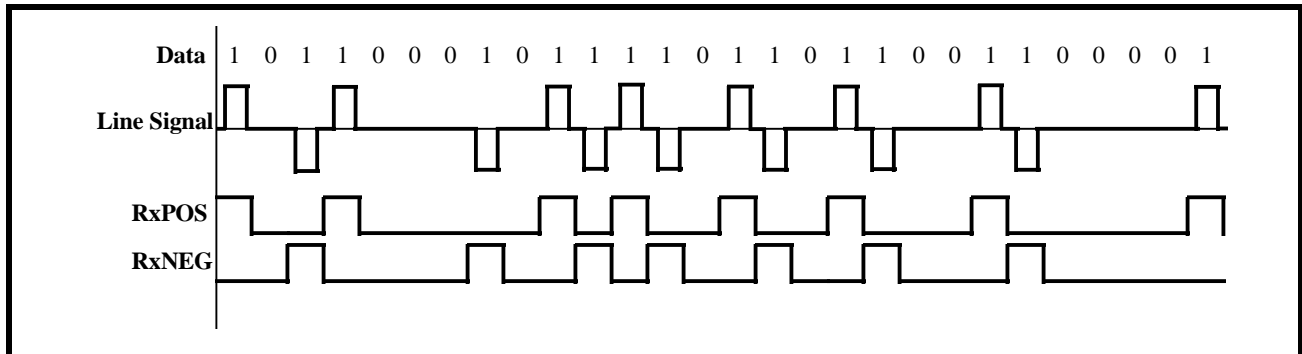 Data 1 0 1 1 0 0 0 1 0 1 1 1 1 0 1 1 0 1 1 0 0 1 1 0 0 0 0 1
Line Signal
RxPOS
RxNEG